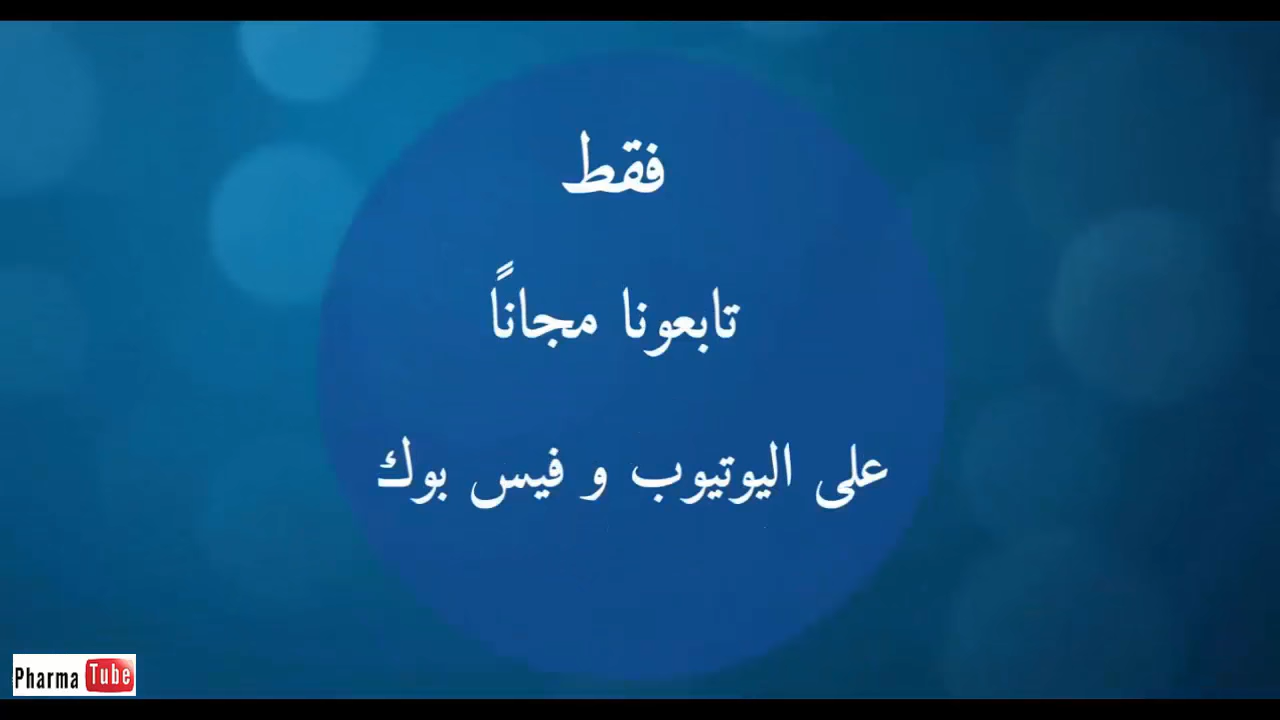 فقط
تابعونا مجاناً
على اليوتيوب و فيس بوك
Pharma Tube